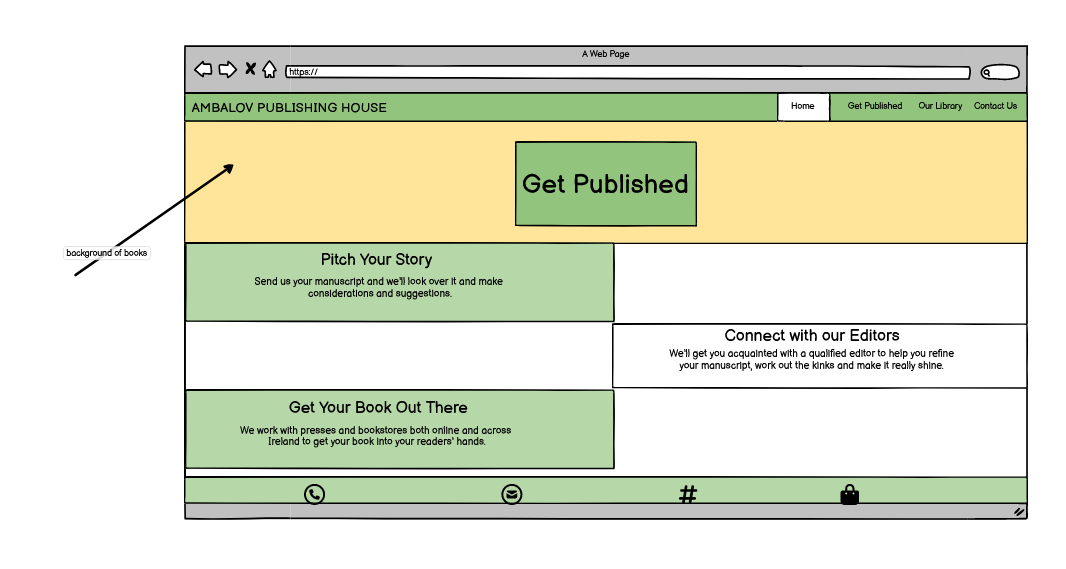 A Web Page
https://
AMBALOV PUBLISHING HOUSE
Home
Get Published
Our Library
Contact Us
Get Published
background of books
Pitch Your Story
Send us your manuscript and we'll look over it and make
considerations and suggestions.
Connect with our Editors
We'll get you acquainted with a qualified editor to help you refine
your manuscript, work out the kinks and make it really shine.
Get Your Book Out There
We work with presses and bookstores both online and across
Ireland to get your book into your readers' hands.
#